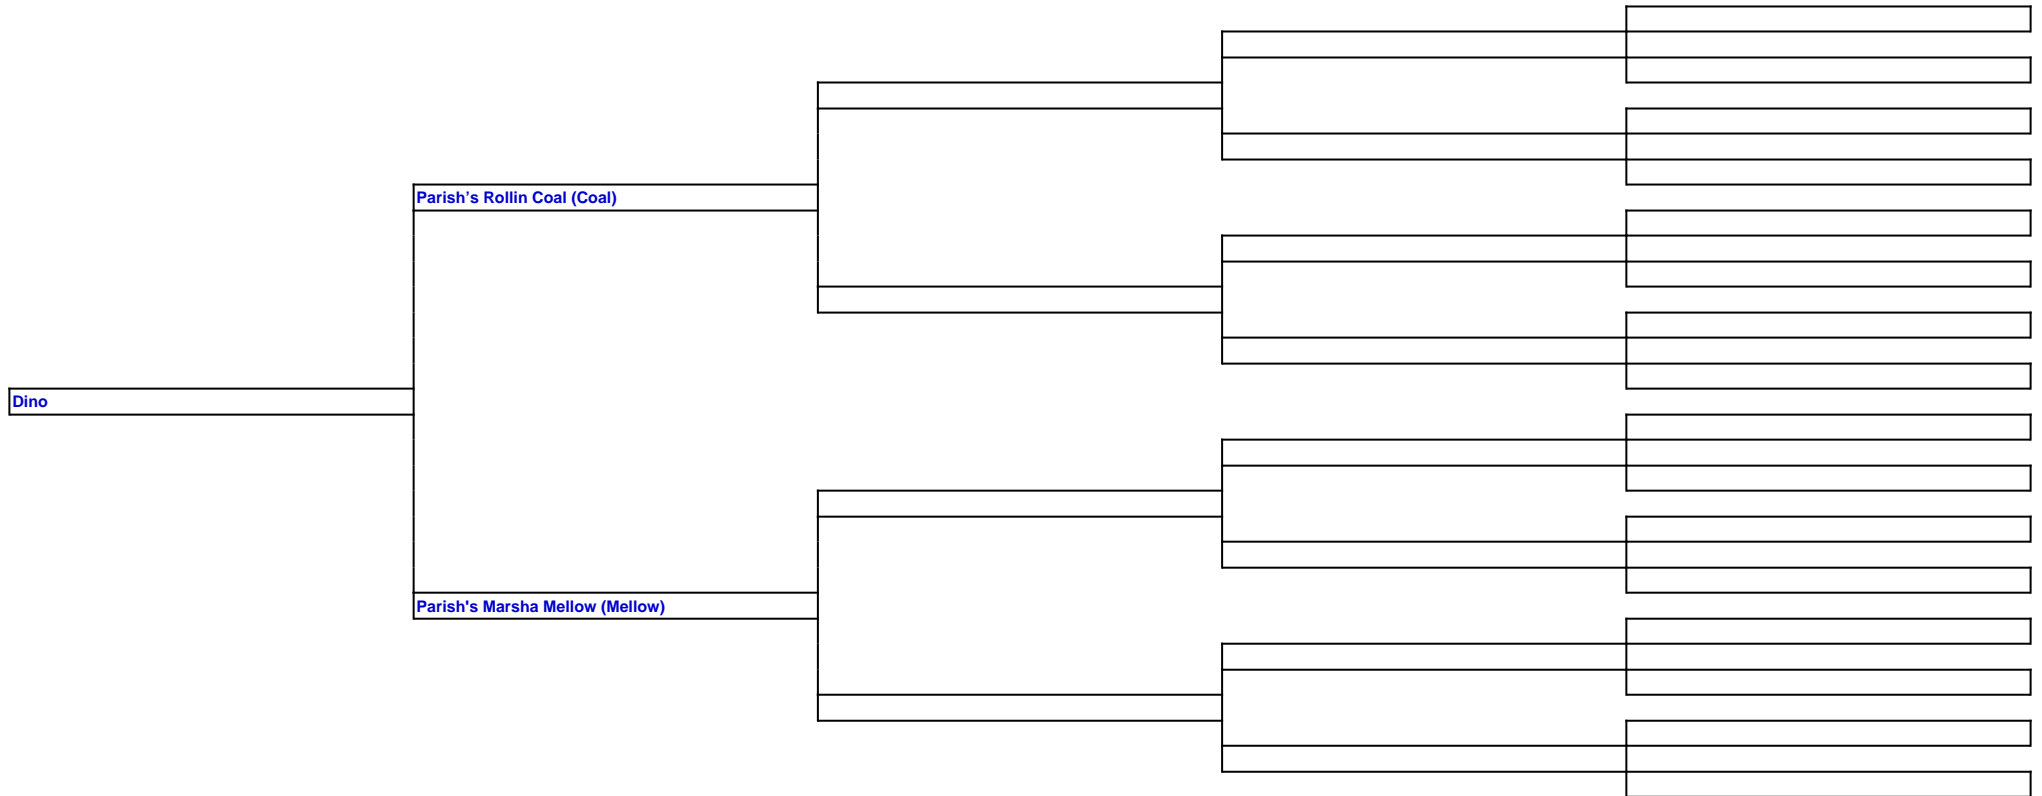 Parish’s Rollin Coal (Coal)
Dino
Parish's Marsha Mellow (Mellow)